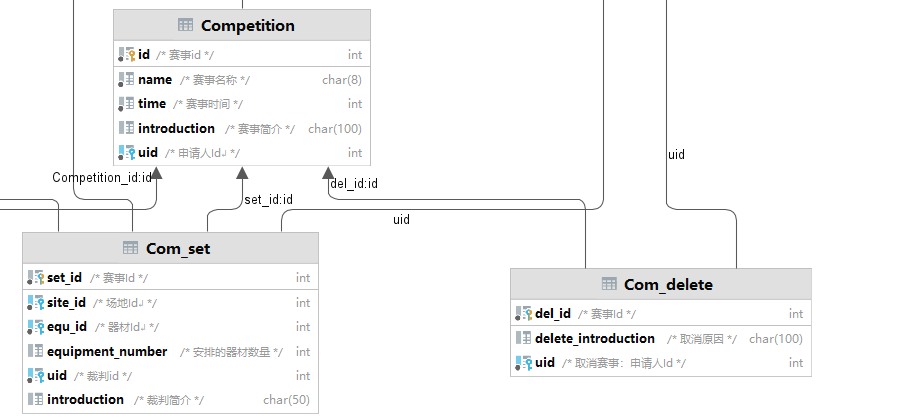 Competition
id /* 赛事id */ int
name /* 赛事名称 */ char(8)
time /* 赛事时间 */ int
introduction /* 赛事简介 */ char(100)
uid /* 申请人Id↲ */ int
Competition_id:id
del_id:id
uid
set_id:id
uid
Com_set
set_id /* 赛事Id */ int
site_id /* 场地Id↲ */ int
equ_id /* 器材Id↲ */ int
equipment_number /* 安排的器材数量 */ int
uid /* 裁判id */ int
introduction /* 裁判简介 */ char(50)
Com_delete
del_id /* 赛事Id */ int
delete_introduction /* 取消原因 */ char(100)
uid /* 取消赛事：申请人Id */ int